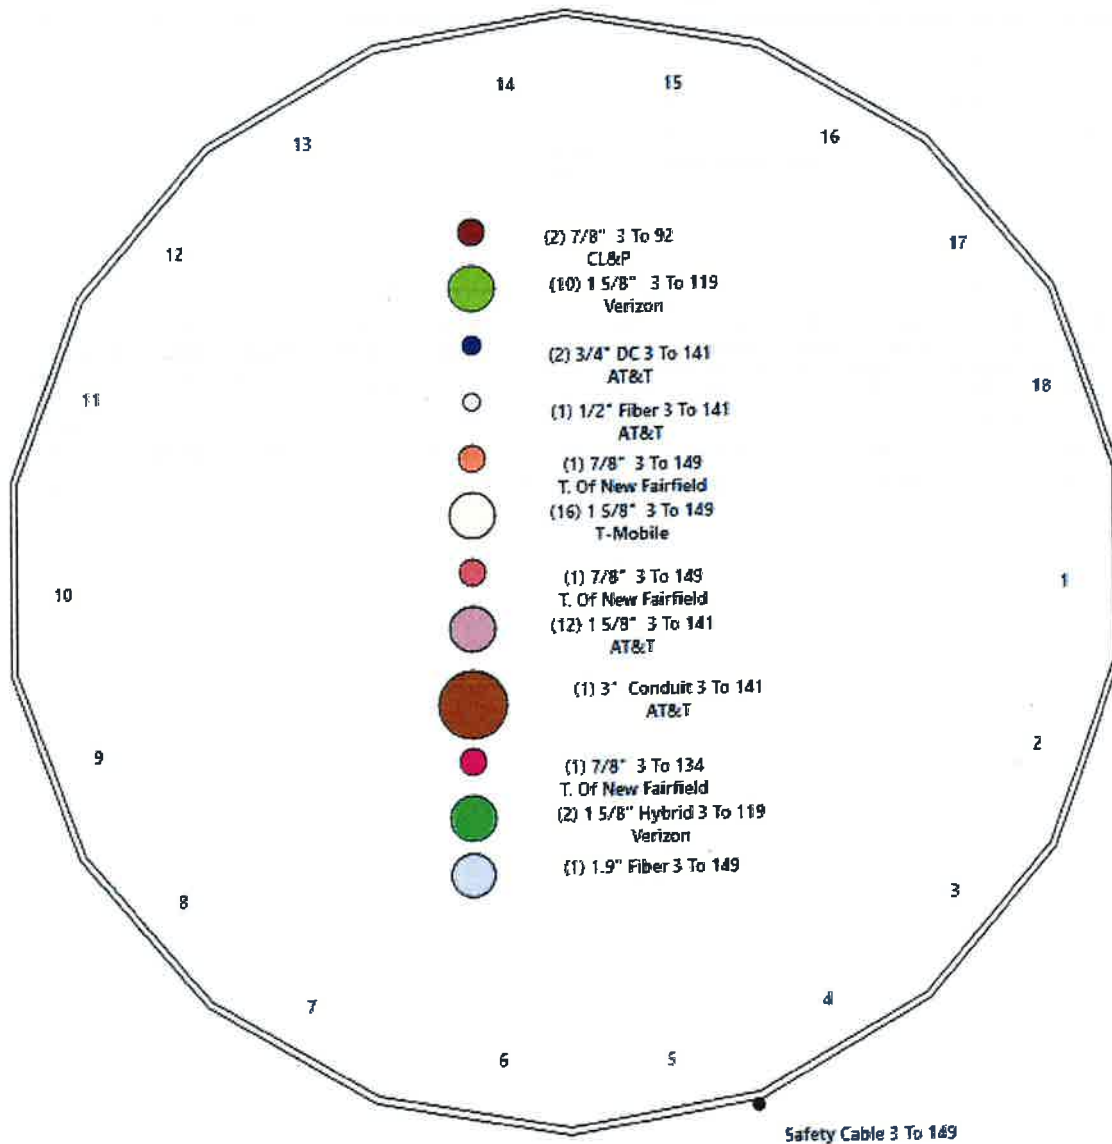 14
15
13
16
12
17
(2) 7/8" 3 To 92
CL&P
(10) 1 5/8" 3 To 119
Verizon
(2) 3/4" DC 3 To 141
AT&T
11
18
(1) 1/2" Fiber 3 To 141
AT&T
(1) 7/8" 3 To 149
T. Of New Fairfield
(16) 1 5/8" 3 To 149
T-Mobile
(1) 7/8" 3 To 149
T. Of New Fairfield
10
1
(12) 1 5/8" 3 To 141
AT&T
(1) 3" Conduit 3 To 141
AT&T
9
2
(1) 7/8" 3 To 134
T. Of New Fairfield
(2) 1 5/8" Hybrid 3 To 119
Verizon
(1) 1.9" Fiber 3 To 149
8
3
7
4
6
5
Safety Cable 3 To 149